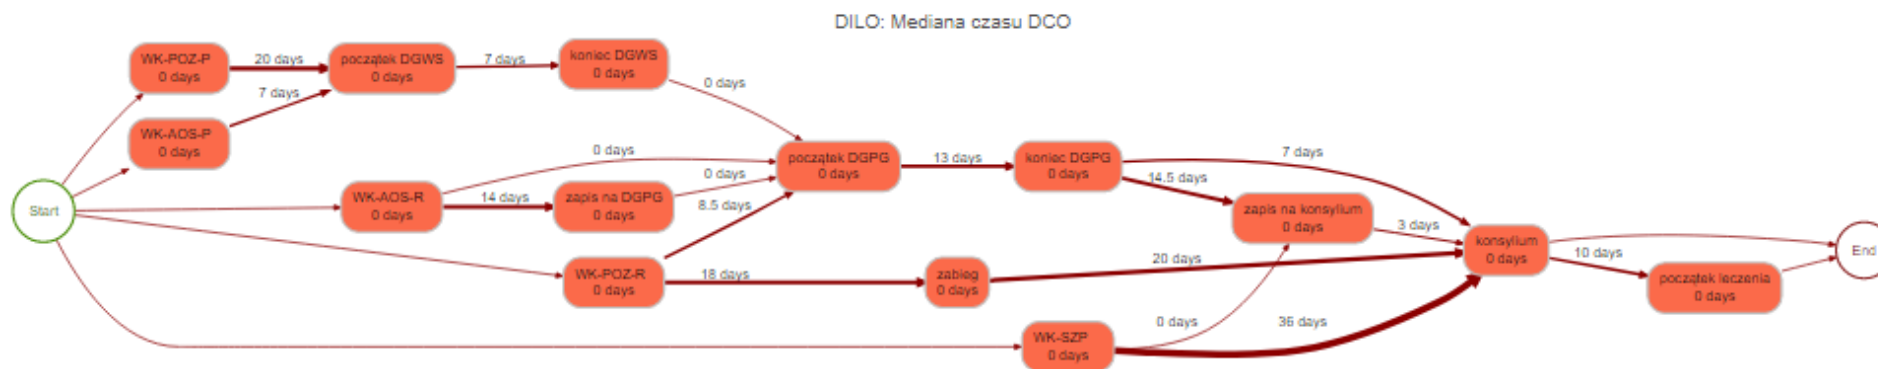 DILO: Mediana czasu DCO
WK-POZ-P
0 days
20 days
początek DGWS
0 days
7 days
koniec DGWS
0 days
0 days
7 days
WK-AOS-P
0 days
0 days
początek DGPG
0 days
13 days
koniec DGPG
0 days
7 days
14.5 days
0 days
WK-AOS-R
0 days
14 days
zapis na DGPG
0 days
8.5 days
Start
zapis na konsylium
0 days
3 days
konsylium
0 days
WK-POZ-R
0 days
18 days
zabieg
0 days
20 days
10 days
początek leczenia
0 days
End
WK-SZP
0 days
0 days
36 days